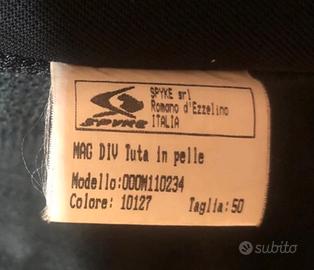 SPYKE srl
Romano d'Ezzelino
ITALIA
SPYKE
MAG DIV Tuta in pelle
Modello:000M110234
Colore: 10127 Taglia:50
subito